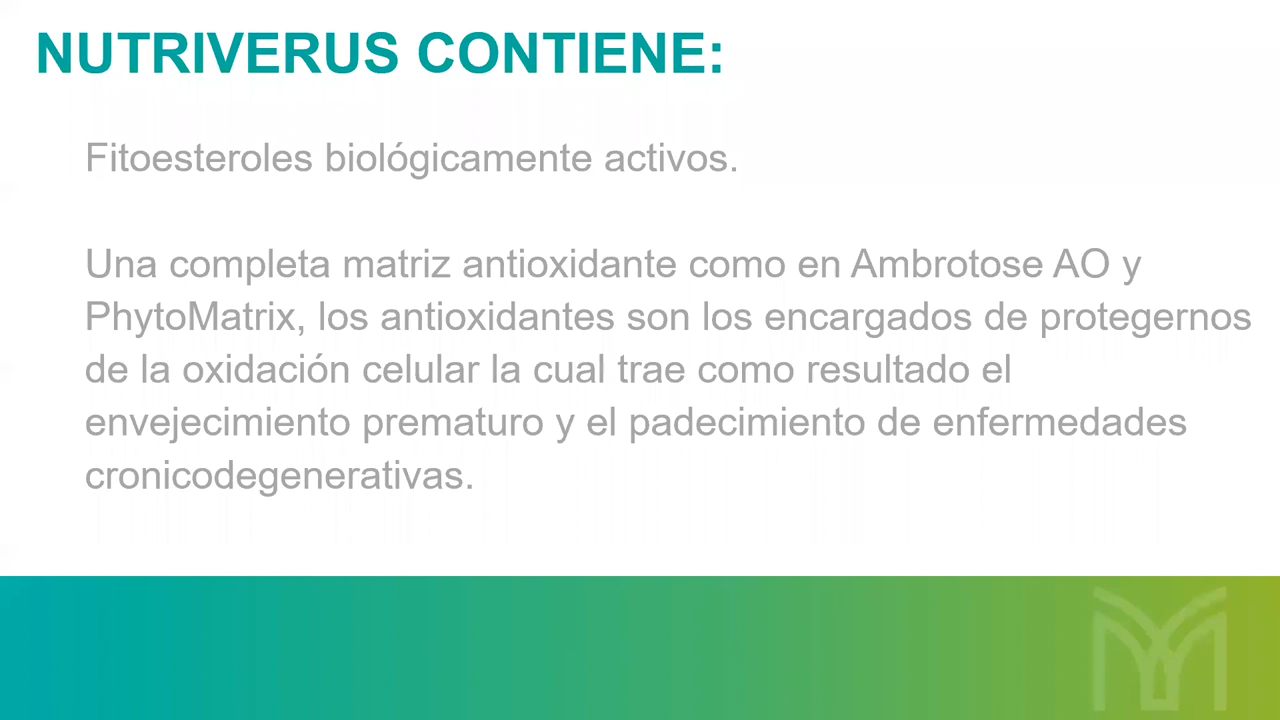 NUTRIVERUS CONTIENE:
Fitoesteroles biológicamente activos.
Una completa matriz antioxidante como en Ambrotose AO y
PhytoMatrix, los antioxidantes son los encargados de protegernos
de la oxidación celular la cual trae como resultado el
envejecimiento prematuro y el padecimiento de enfermedades
cronicodegenerativas.